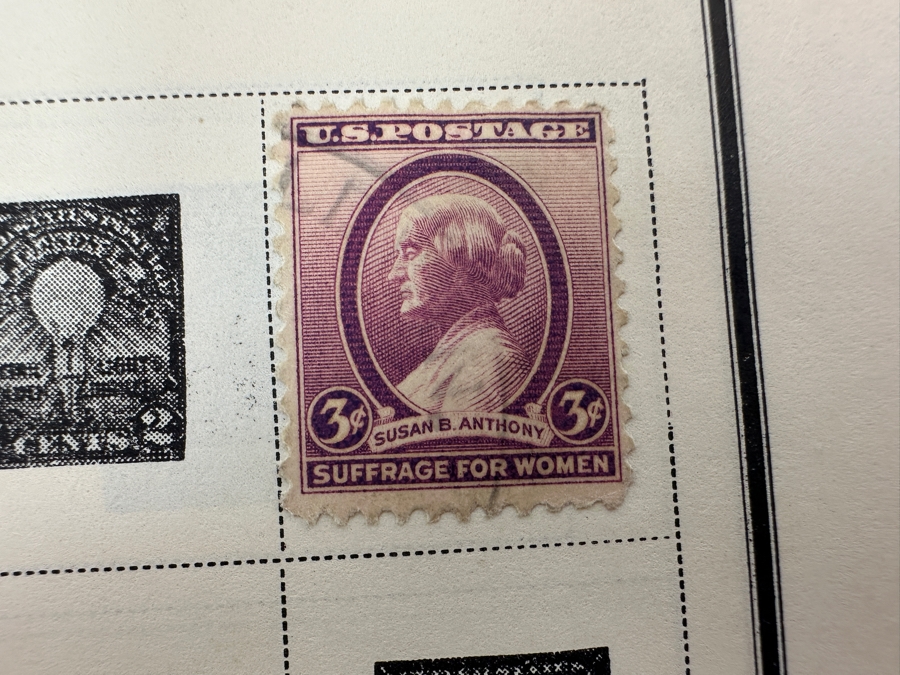 U.S. POSTAGE
3¢ 3¢
SUSAN B. ANTHONY
SUFFRAGE FOR WOMEN
CENTS 2